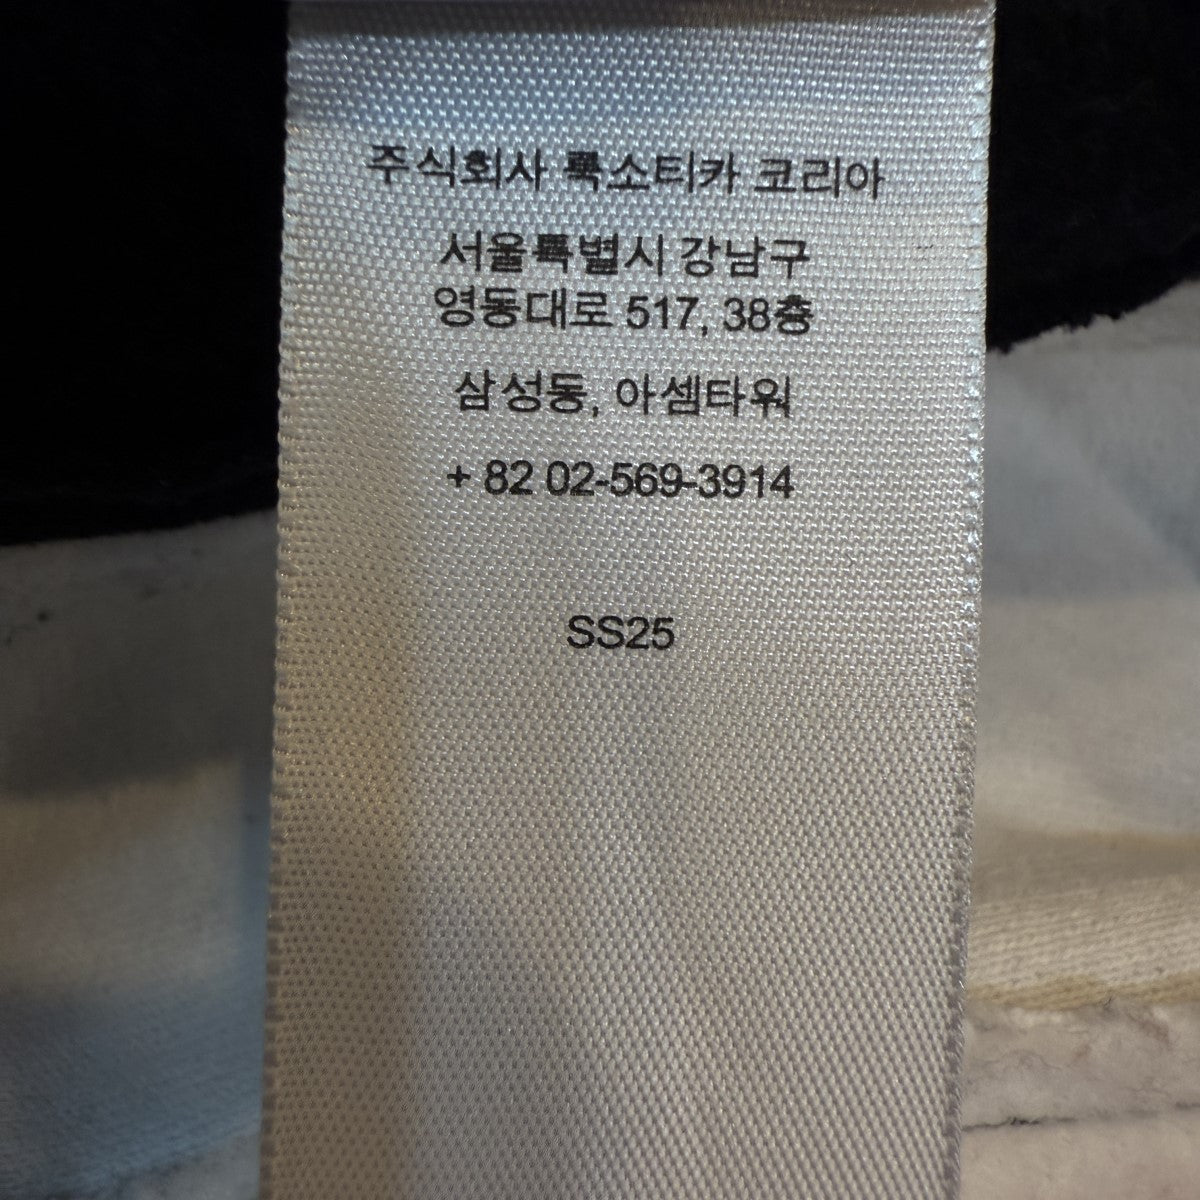 주식회사 룩소티카 코리아
서울특별시 강남구
영동대로 517, 38층
삼성동, 아셈타워
+ 82 02-569-3914
SS25